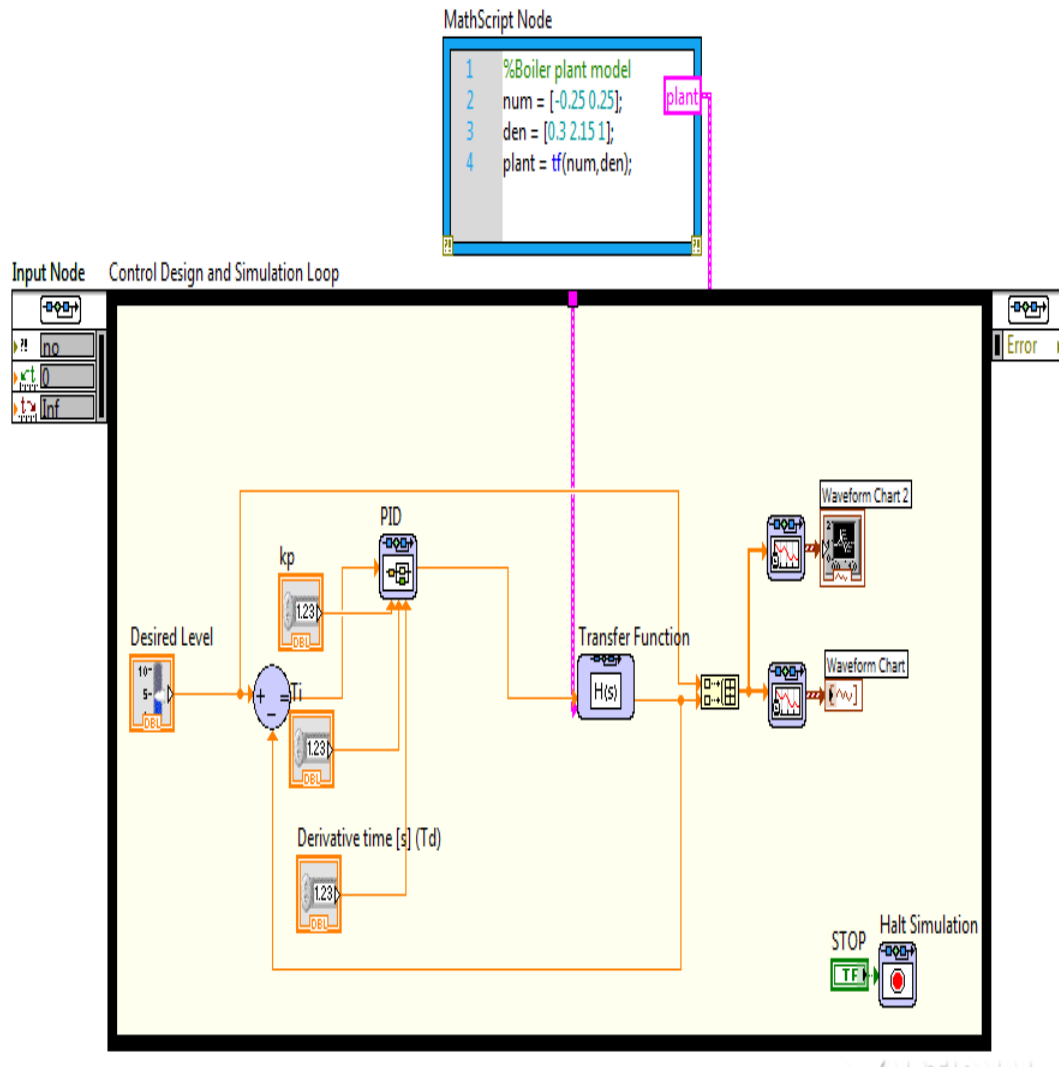 MathScript Node
1 %Boiler plant model
2 num = [-0.25 0.25];
3 den = [0.3 2.15 1];
4 plant = tf(num,den);
plant
?!
?!
Input Node
Control Design and Simulation Loop
?! no
t 0
t Inf
Error
Waveform Chart 2
PID
kp
1.23
DBL
Desired Level
10
5
DBL
+ − =
Ti
1.23
DBL
Transfer Function
H(s)
Waveform Chart
Derivative time [s] (Td)
1.23
DBL
STOP
TF
Halt Simulation